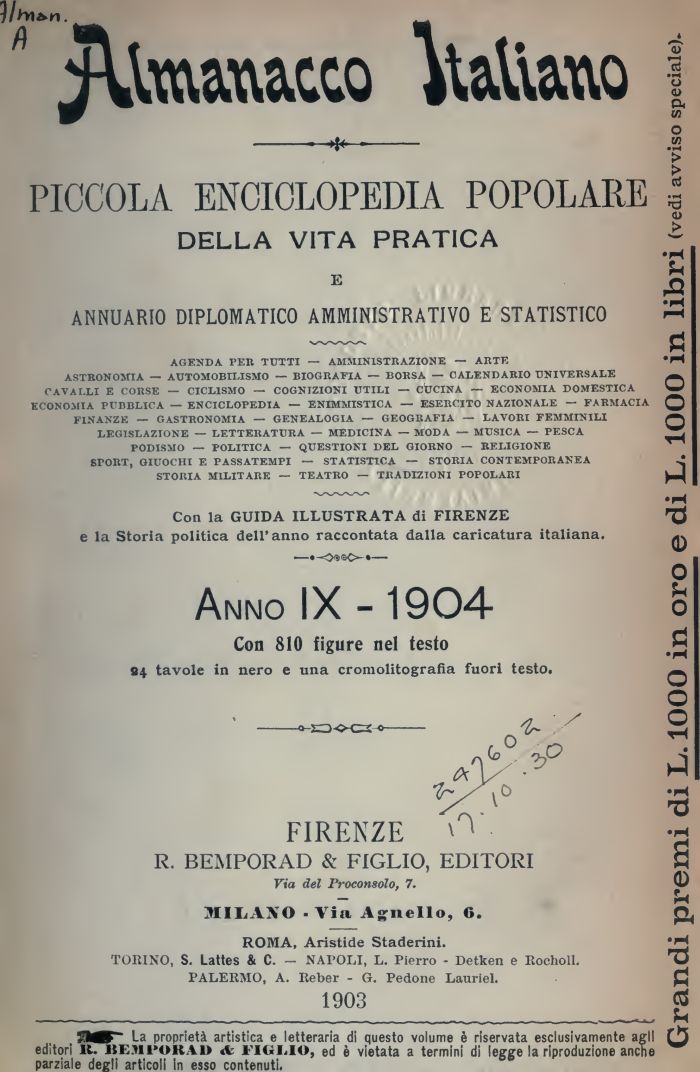 Alman.
A
Almanacco Italiano
PICCOLA ENCICLOPEDIA POPOLARE
DELLA VITA PRATICA
E
ANNUARIO DIPLOMATICO AMMINISTRATIVO E STATISTICO
AGENDA PER TUTTI — AMMINISTRAZIONE — ARTE
ASTRONOMIA — AUTOMOBILISMO — BIOGRAFIA — BORSA — CALENDARIO UNIVERSALE
CAVALLI E CORSE — CICLISMO — COGNIZIONI UTILI — CUCINA — ECONOMIA DOMESTICA
ECONOMIA PUBBLICA — ENCICLOPEDIA — ENIMMISTICA — ESERCITO NAZIONALE — FARMACIA
FINANZE — GASTRONOMIA — GENEALOGIA — GEOGRAFIA — LAVORI FEMMINILI
LEGISLAZIONE — LETTERATURA — MEDICINA — MODA — MUSICA — PESCA
PODISMO — POLITICA — QUESTIONI DEL GIORNO — RELIGIONE
SPORT, GIUOCHI E PASSATEMPI — STATISTICA — STORIA CONTEMPORANEA
STORIA MILITARE — TEATRO — TRADIZIONI POPOLARI
Con la GUIDA ILLUSTRATA di FIRENZE
e la Storia politica dell'anno raccontata dalla caricatura italiana.
ANNO IX - 1904
Con 810 figure nel testo
24 tavole in nero e una cromolitografia fuori testo.
247602
17.10.30
FIRENZE
R. BEMPORAD & FIGLIO, EDITORI
Via del Proconsolo, 7.
MILANO - Via Agnello, 6.
ROMA, Aristide Staderini.
TORINO, S. Lattes & C. — NAPOLI, L. Pierro - Detken e Rocholl.
PALERMO, A. Reber - G. Pedone Lauriel.
1903
La proprietà artistica e letteraria di questo volume è riservata esclusivamente agli
editori R. BEMPORAD & FIGLIO, ed è vietata a termini di legge la riproduzione anche
parziale degli articoli in esso contenuti.
Grandi premi di L. 1000 in oro e di L. 1000 in libri (vedi avviso speciale).